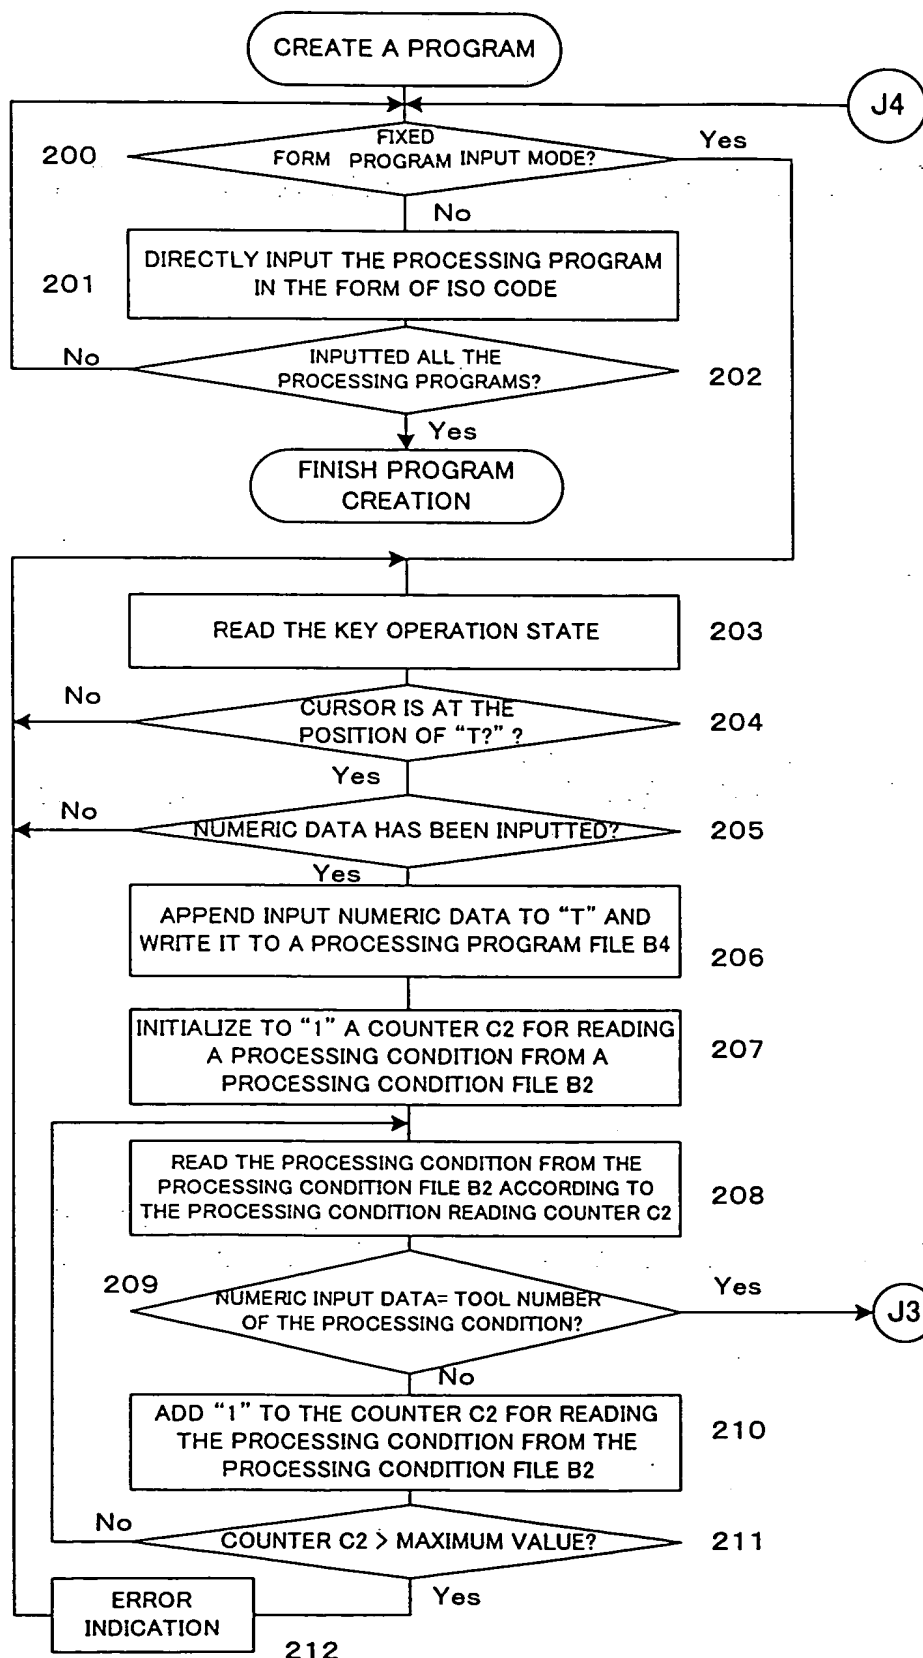 CREATE A PROGRAM
J4
200
FIXED
FORM PROGRAM INPUT MODE?
Yes
No
201
DIRECTLY INPUT THE PROCESSING PROGRAM
IN THE FORM OF ISO CODE
No
INPUTTED ALL THE
PROCESSING PROGRAMS?
202
Yes
FINISH PROGRAM
CREATION
READ THE KEY OPERATION STATE
203
No
CURSOR IS AT THE
POSITION OF “T?” ?
204
Yes
No
NUMERIC DATA HAS BEEN INPUTTED?
205
Yes
APPEND INPUT NUMERIC DATA TO “T” AND
WRITE IT TO A PROCESSING PROGRAM FILE B4
206
INITIALIZE TO “1” A COUNTER C2 FOR READING
A PROCESSING CONDITION FROM A
PROCESSING CONDITION FILE B2
207
READ THE PROCESSING CONDITION FROM THE
PROCESSING CONDITION FILE B2 ACCORDING TO
THE PROCESSING CONDITION READING COUNTER C2
208
209
NUMERIC INPUT DATA= TOOL NUMBER
OF THE PROCESSING CONDITION?
Yes
J3
No
ADD “1” TO THE COUNTER C2 FOR READING
THE PROCESSING CONDITION FROM THE
PROCESSING CONDITION FILE B2
210
No
COUNTER C2 > MAXIMUM VALUE?
211
Yes
ERROR
INDICATION
212